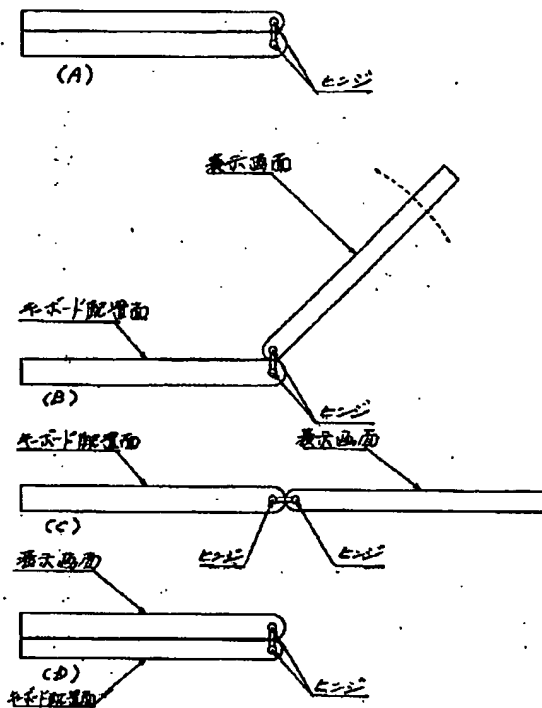 (A)
ヒンジ
表示画面
キーボード配置面
(B)
ヒンジ
表示画面
キーボード配置面
(C)
ヒンジ
ヒンジ
表示画面
(D)
ヒンジ
キーボード配置面